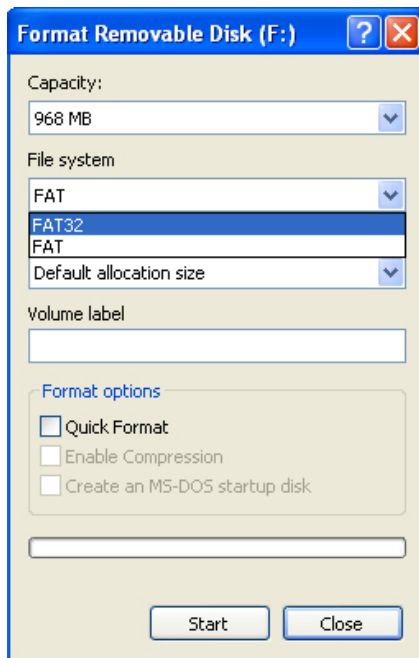 Format Removable Disk (F:)
Capacity:
968 MB
File system
FAT
FAT32
FAT
Default allocation size
Volume label
Format options
Quick Format
Enable Compression
Create an MS-DOS startup disk
Start
Close